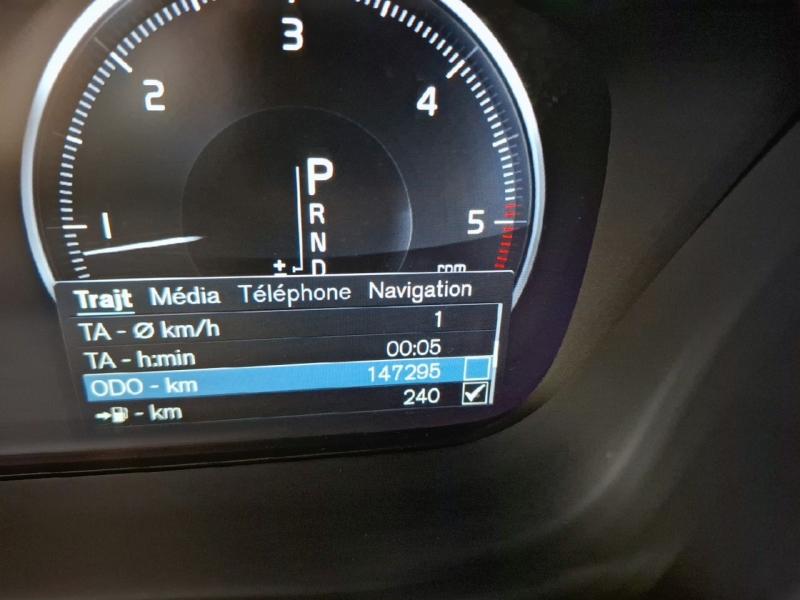 3
2
4
P
1
R
5
N
± D
rpm
Trajt Média Téléphone Navigation
TA - Ø km/h 1
TA - h:min 00:05
ODO - km 147295
- km 240